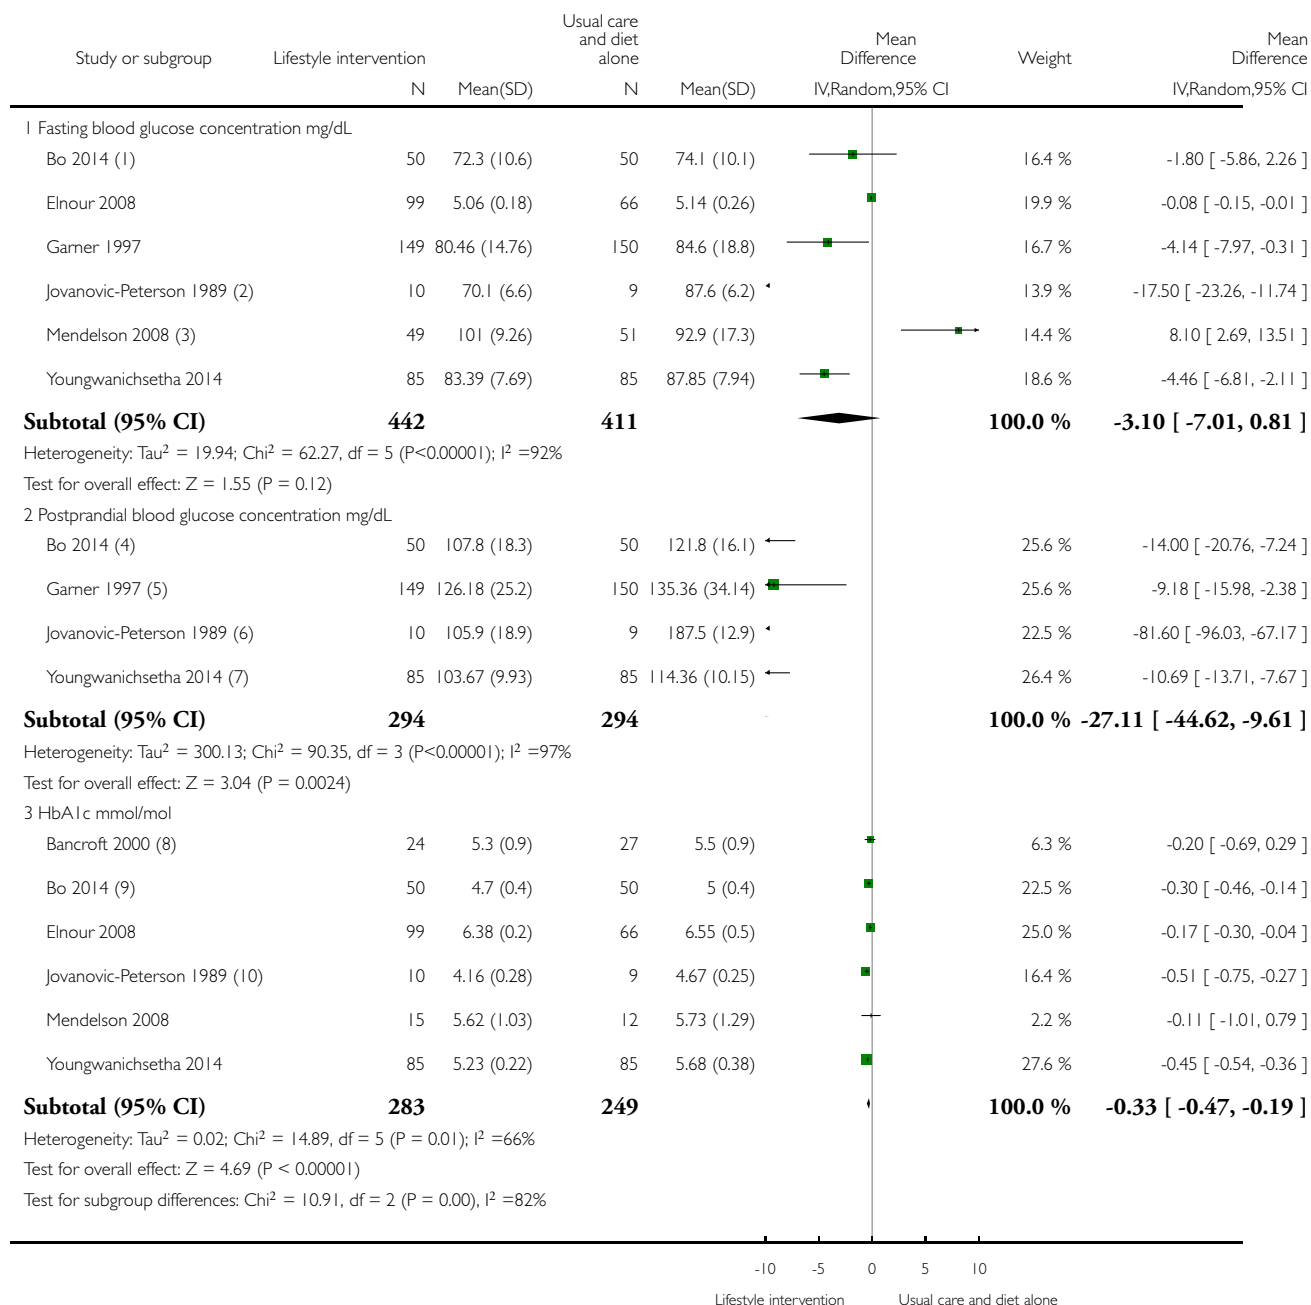 Study or subgroup Lifestyle intervention Usual care and diet alone Mean Difference Weight Mean Difference
N Mean(SD) N Mean(SD) IV,Random,95% CI IV,Random,95% CI
1 Fasting blood glucose concentration mg/dL
Bo 2014 (1) 50 72.3 (10.6) 50 74.1 (10.1) 16.4 % -1.80 [ -5.86, 2.26 ]
Elnour 2008 99 5.06 (0.18) 66 5.14 (0.26) 19.9 % -0.08 [ -0.15, -0.01 ]
Garner 1997 149 80.46 (14.76) 150 84.6 (18.8) 16.7 % -4.14 [ -7.97, -0.31 ]
Jovanovic-Peterson 1989 (2) 10 70.1 (6.6) 9 87.6 (6.2) 13.9 % -17.50 [ -23.26, -11.74 ]
Mendelson 2008 (3) 49 101 (9.26) 51 92.9 (17.3) 14.4 % 8.10 [ 2.69, 13.51 ]
Youngwanichsetha 2014 85 83.39 (7.69) 85 87.85 (7.94) 18.6 % -4.46 [ -6.81, -2.11 ]
Subtotal (95% CI) 442 411 100.0 % -3.10 [ -7.01, 0.81 ]
Heterogeneity: Tau² = 19.94; Chi² = 62.27, df = 5 (P<0.00001); I² =92%
Test for overall effect: Z = 1.55 (P = 0.12)
2 Postprandial blood glucose concentration mg/dL
Bo 2014 (4) 50 107.8 (18.3) 50 121.8 (16.1) 25.6 % -14.00 [ -20.76, -7.24 ]
Garner 1997 (5) 149 126.18 (25.2) 150 135.36 (34.14) 25.6 % -9.18 [ -15.98, -2.38 ]
Jovanovic-Peterson 1989 (6) 10 105.9 (18.9) 9 187.5 (12.9) 22.5 % -81.60 [ -96.03, -67.17 ]
Youngwanichsetha 2014 (7) 85 103.67 (9.93) 85 114.36 (10.15) 26.4 % -10.69 [ -13.71, -7.67 ]
Subtotal (95% CI) 294 294 100.0 % -27.11 [ -44.62, -9.61 ]
Heterogeneity: Tau² = 300.13; Chi² = 90.35, df = 3 (P<0.00001); I² =97%
Test for overall effect: Z = 3.04 (P = 0.0024)
3 HbA1c mmol/mol
Bancroft 2000 (8) 24 5.3 (0.9) 27 5.5 (0.9) 6.3 % -0.20 [ -0.69, 0.29 ]
Bo 2014 (9) 50 4.7 (0.4) 50 5 (0.4) 22.5 % -0.30 [ -0.46, -0.14 ]
Elnour 2008 99 6.38 (0.2) 66 6.55 (0.5) 25.0 % -0.17 [ -0.30, -0.04 ]
Jovanovic-Peterson 1989 (10) 10 4.16 (0.28) 9 4.67 (0.25) 16.4 % -0.51 [ -0.75, -0.27 ]
Mendelson 2008 15 5.62 (1.03) 12 5.73 (1.29) 2.2 % -0.11 [ -1.01, 0.79 ]
Youngwanichsetha 2014 85 5.23 (0.22) 85 5.68 (0.38) 27.6 % -0.45 [ -0.54, -0.36 ]
Subtotal (95% CI) 283 249 100.0 % -0.33 [ -0.47, -0.19 ]
Heterogeneity: Tau² = 0.02; Chi² = 14.89, df = 5 (P = 0.01); I² =66%
Test for overall effect: Z = 4.69 (P < 0.00001)
Test for subgroup differences: Chi² = 10.91, df = 2 (P = 0.00), I² =82%
-10 -5 0 5 10
Lifestyle intervention Usual care and diet alone